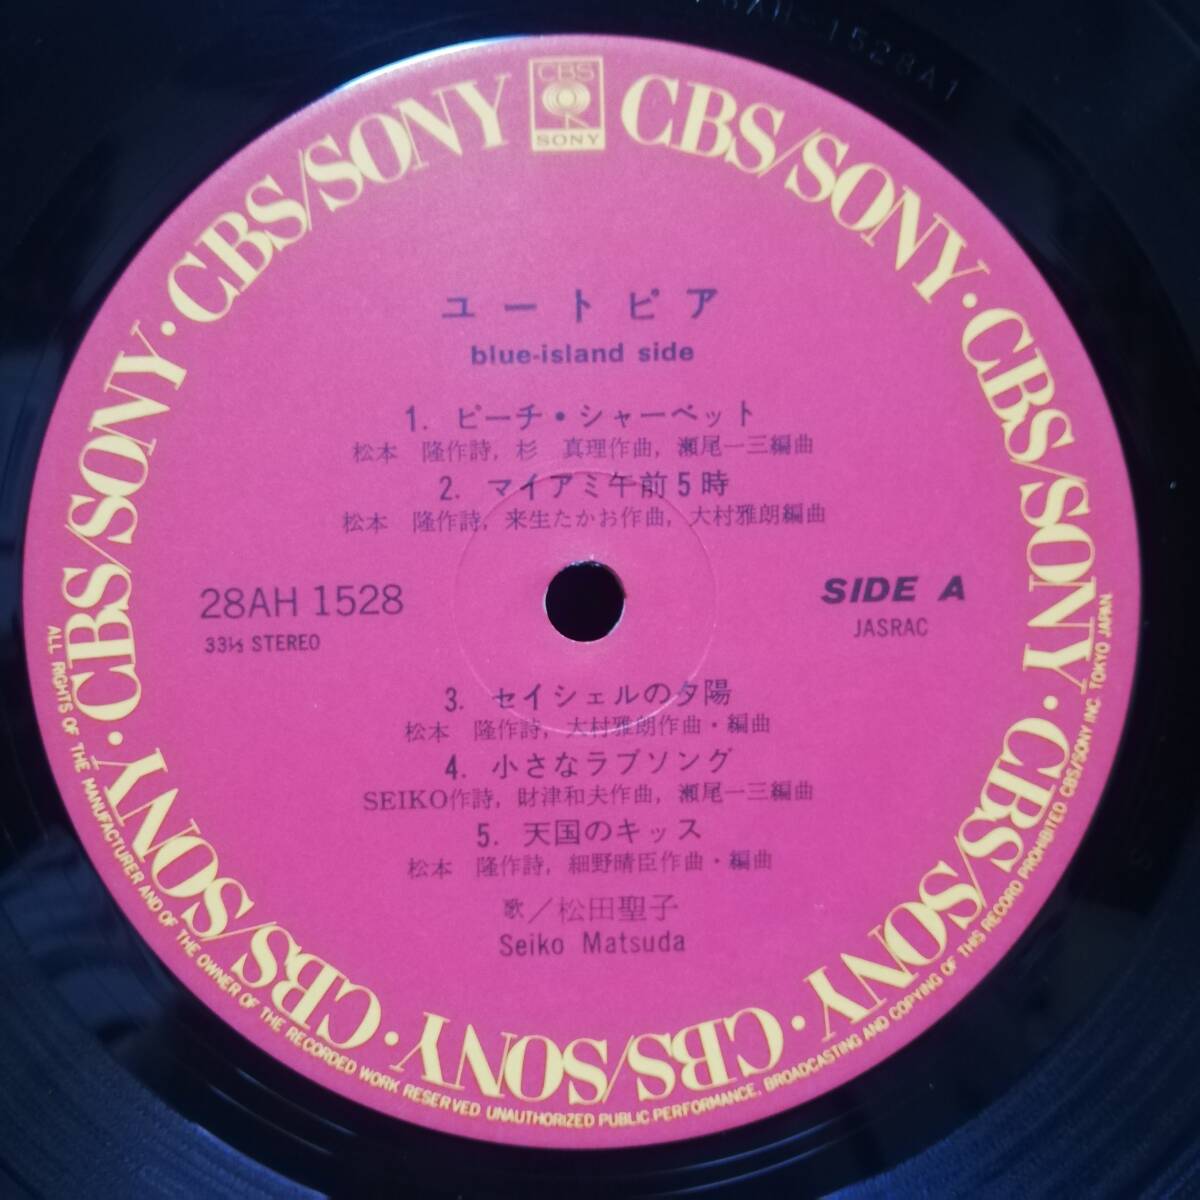 CBS
SONY
CBS/SONY・CBS/SONY・CBS/SONY・CBS/SONY・CBS/SONY・CBS/SONY・CBS/SONY・CBS/SONY・CBS/SONY
ユートピア
blue-island side
1. ピーチ・シャーベット
松本 隆作詩, 杉 真理作曲, 瀬尾一三編曲
2. マイアミ午前5時
松本 隆作詩, 来生たかお作曲, 大村雅朗編曲
28AH 1528
33⅓ STEREO
SIDE A
JASRAC
3. セイシェルの夕陽
松本 隆作詩, 大村雅朗作曲・編曲
4. 小さなラブソング
SEIKO作詩, 財津和夫作曲, 瀬尾一三編曲
5. 天国のキッス
松本 隆作詩, 細野晴臣作曲・編曲
歌／松田聖子
Seiko Matsuda
ALL RIGHTS OF THE MANUFACTURER AND OF THE OWNER OF THE RECORDED WORK RESERVED UNAUTHORIZED PUBLIC PERFORMANCE, BROADCASTING AND COPYING OF THIS RECORD PROHIBITED CBS/SONY INC. TOKYO JAPAN.